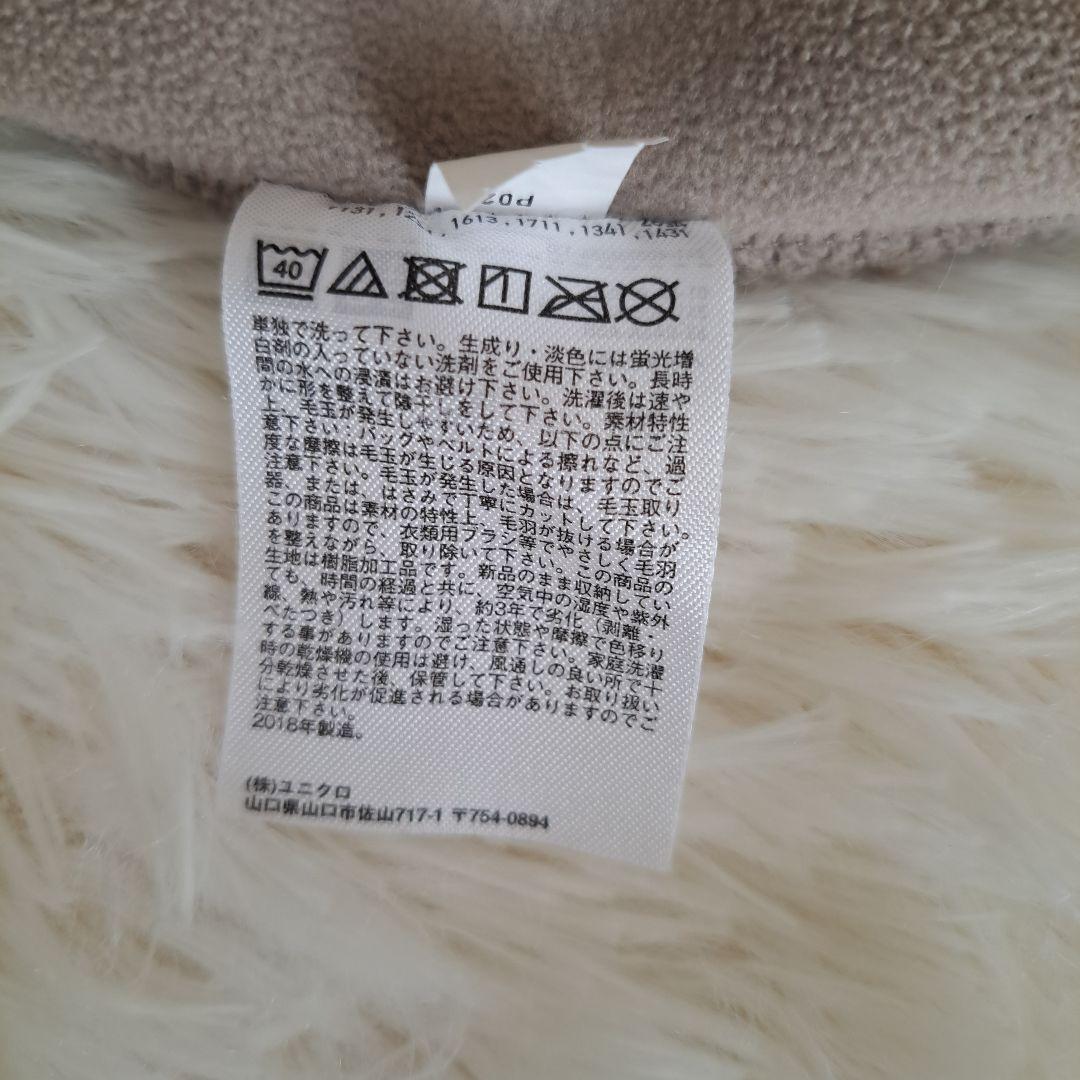 P02
1131,
1613,1711,1341,1431
40
単独で洗って下さい。生成り・淡色には蛍光増
白剤の入っていない洗剤をご使用下さい。長時
間の水への浸漬はお避け下さい。洗濯後は速や
かに形を整えて陰干しをして下さい。素材特性
上、毛玉が発生しやすいため、以下の点にご注
意下さい。バッグやベルトによる擦れなど、過
度な摩擦は毛玉が生じる原因となりますのでご
注意下さい。毛玉が発生した場合は、毛玉取り
器、または、はさみで丁寧にカットして下さい。
この商品は素材の特性上、毛羽が抜ける場合が
ありますので、衣類用ブラシ等でやさしく毛羽
を整えながら、取り除いて下さい。この商品の
生地は樹脂加工品です。新品のまま収納してい
ても、時間の経過と共に、空気中の湿度や紫外
線、熱や汚れ等により、約3年で劣化（剥離・
べたつき）します。湿った状態や摩擦で色移り
する事がありますのでご注意下さい。家庭洗濯
時の乾燥機の使用は避け、風通しの良い所で十
分乾燥させた後、保管して下さい。お取り扱い
により劣化が促進される場合がありますのでご
注意下さい。
2018年製造。
(株)ユニクロ
山口県山口市佐山717-1 〒754-0894